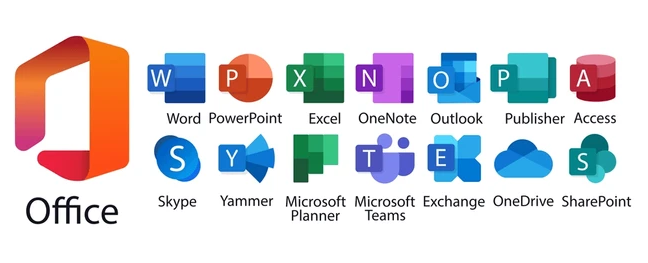 Office
W P X N O P A
Word PowerPoint Excel OneNote Outlook Publisher Access
S Y T E S
Skype Yammer Microsoft Planner Microsoft Teams Exchange OneDrive SharePoint